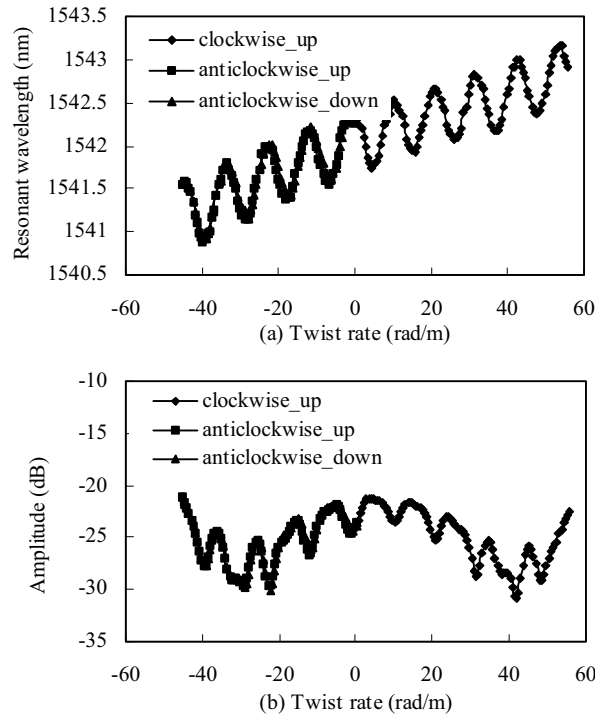 1543.5
1543
1542.5
1542
1541.5
1541
1540.5
Resonant wavelength (nm)
clockwise_up
anticlockwise_up
anticlockwise_down
-60 -40 -20 0 20 40 60
(a) Twist rate (rad/m)
-10
-15
-20
-25
-30
-35
Amplitude (dB)
clockwise_up
anticlockwise_up
anticlockwise_down
-60 -40 -20 0 20 40 60
(b) Twist rate (rad/m)